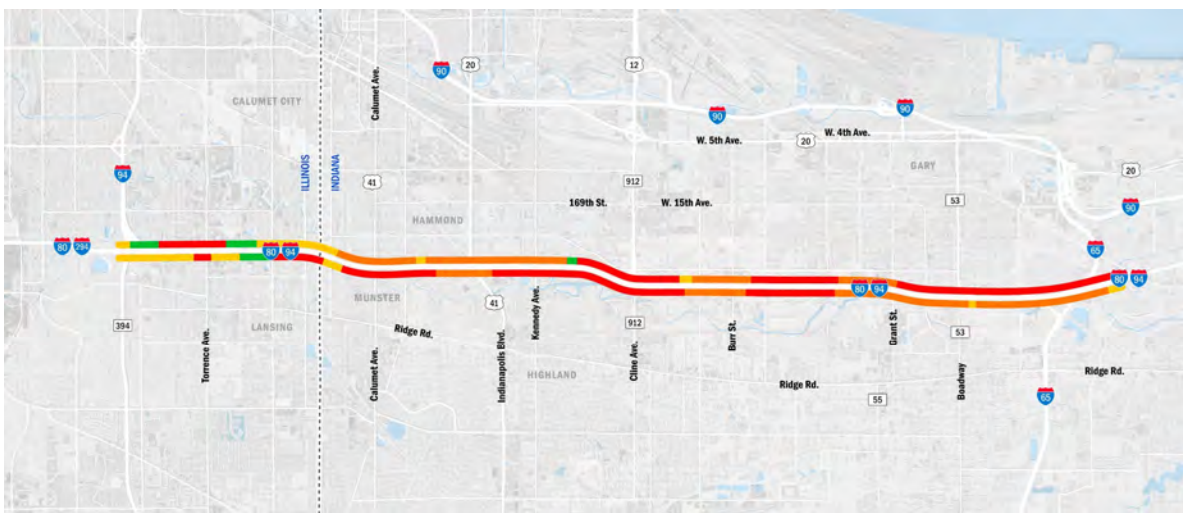 90
20
12
Calumet Ave.
CALUMET CITY
90
90
W. 5th Ave.
20
W. 4th Ave.
94
ILLINOIS
INDIANA
41
912
GARY
20
53
90
169th St.
W. 15th Ave.
HAMMOND
80
294
80
94
65
80
94
80
94
MUNSTER
41
394
LANSING
Ridge Rd.
Torrence Ave.
Calumet Ave.
Indianapolis Blvd.
Kennedy Ave.
912
Cline Ave.
Burr St.
Grant St.
53
Boadway
HIGHLAND
Ridge Rd.
55
65
Ridge Rd.